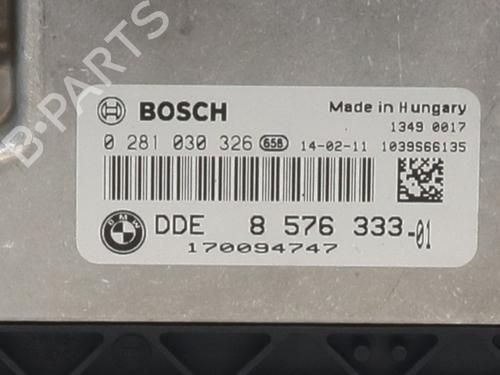 B-PARTS
BOSCH
Made in Hungary
1349 0017
0 281 030 326 658 14-02-11 1039S66135
BMW
DDE 8 576 333-01
170094747